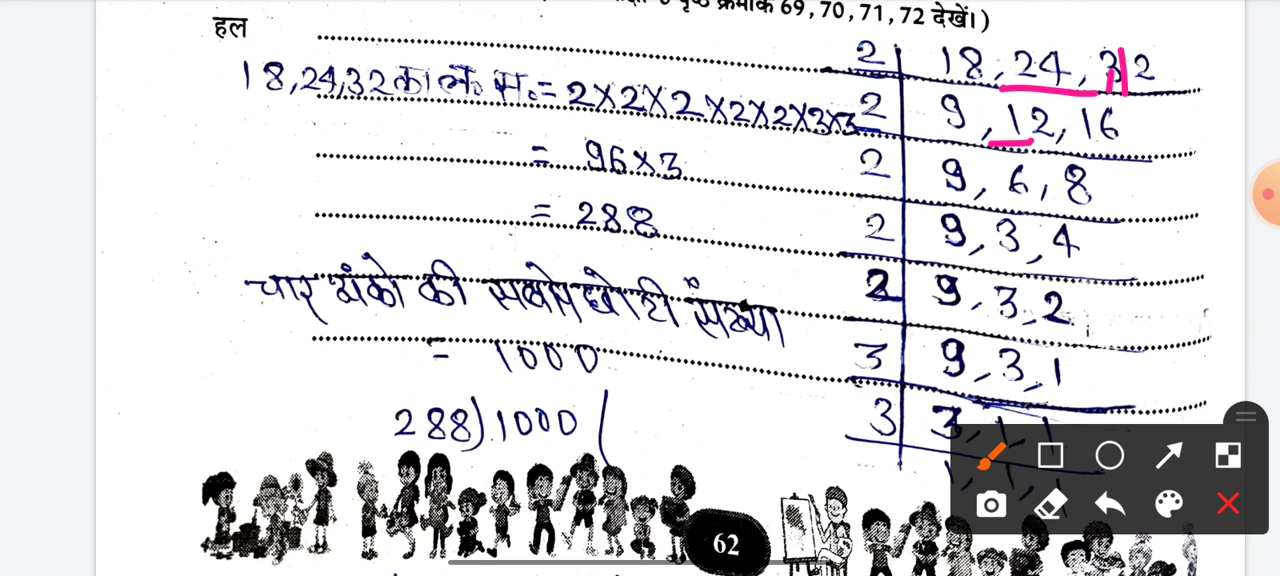 पृष्ठ क्रमांक 69, 70, 71, 72 देखें।)
हल
18,24,32 का ल॰ स॰ = 2×2×2×2×2×3×3
= 96×3
= 288
चार अंको की सबसे छोटी संख्या
= 1000
288)1000(
2 | 18, 24, 32
2 | 9, 12, 16
2 | 9, 6, 8
2 | 9, 3, 4
2 | 9, 3, 2
3 | 9, 3, 1
3 | 3, 1, 1
62